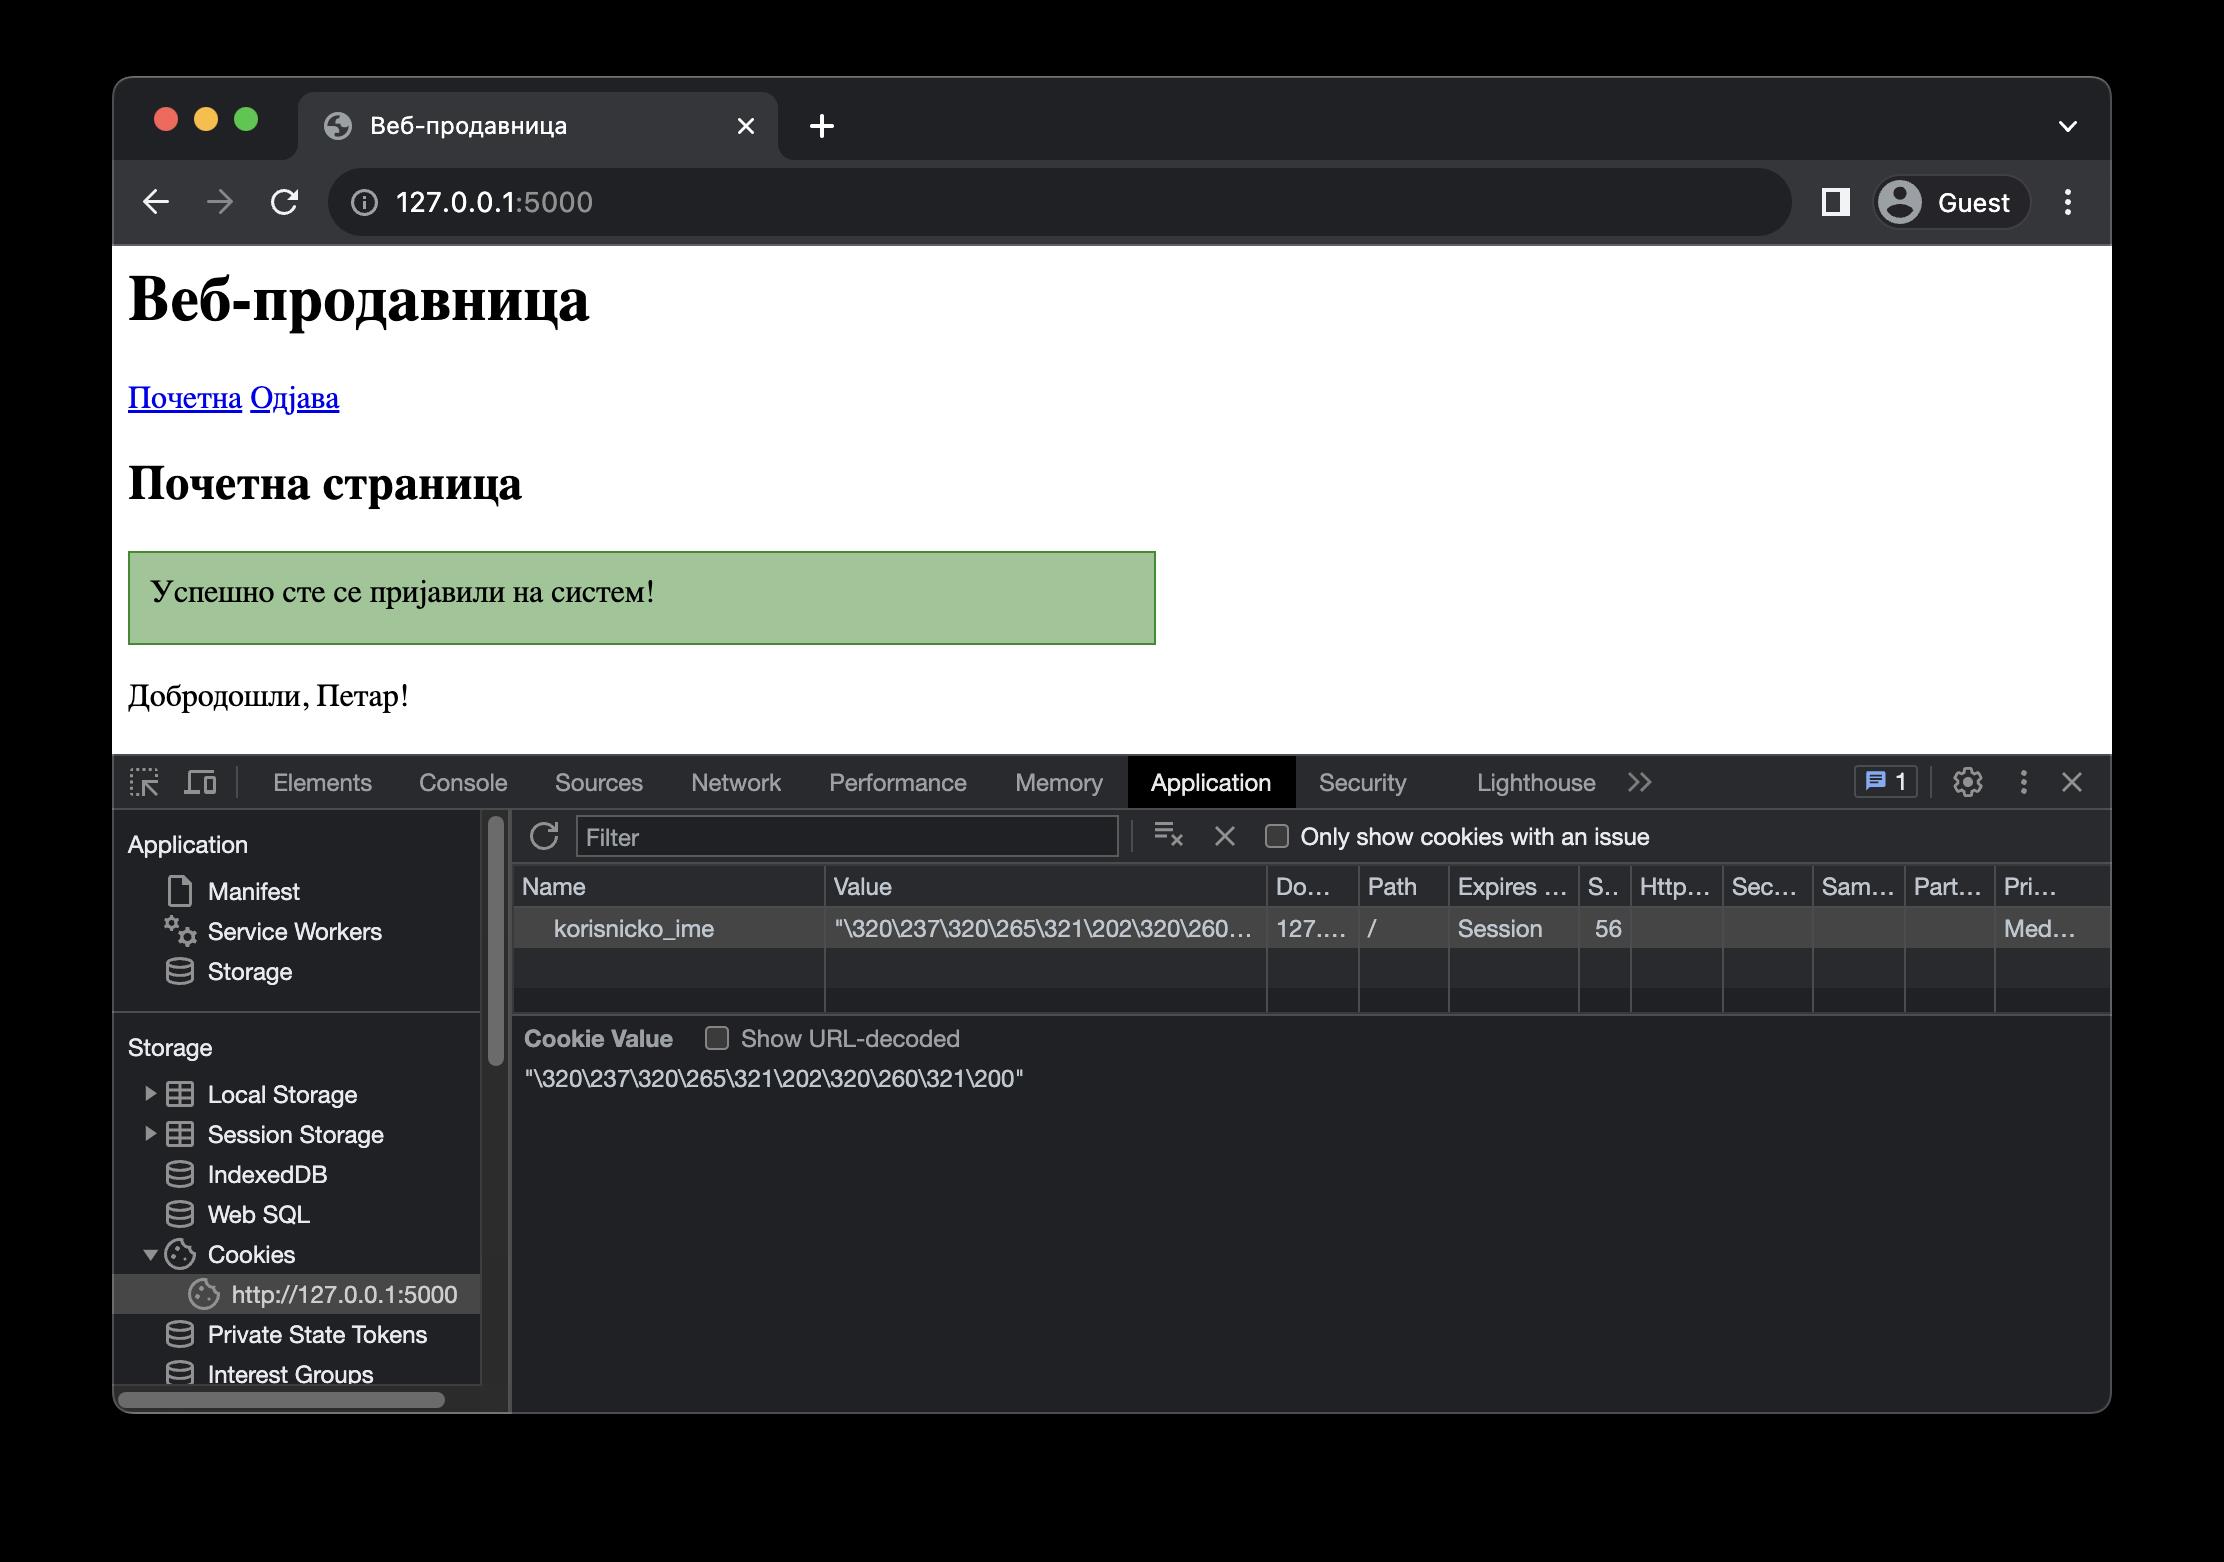 Веб-продавница
127.0.0.1:5000
Guest
Веб-продавница
Почетна Одјава
Почетна страница
Успешно сте се пријавили на систем!
Добродошли, Петар!
Elements Console Sources Network Performance Memory Application Security Lighthouse 1
Application
Manifest
Service Workers
Storage
Storage
Local Storage
Session Storage
IndexedDB
Web SQL
Cookies
http://127.0.0.1:5000
Private State Tokens
Interest Groups
Filter Only show cookies with an issue
Name Value Do... Path Expires ... S.. Http... Sec... Sam... Part... Pri...
korisnicko_ime "\320\237\320\265\321\202\320\260... 127.... / Session 56 Med...
Cookie Value Show URL-decoded
"\320\237\320\265\321\202\320\260\321\200"